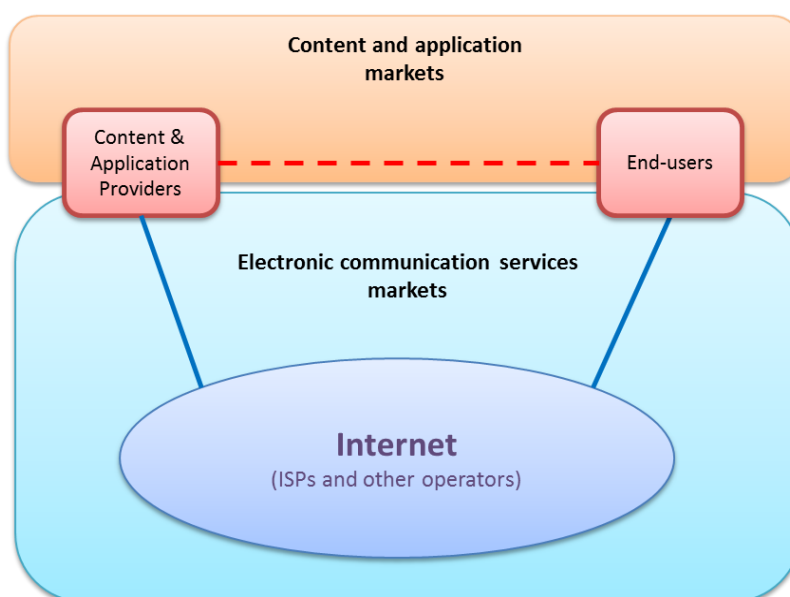 Content and application
markets
Content &
Application
Providers
End-users
Electronic communication services
markets
Internet
(ISPs and other operators)